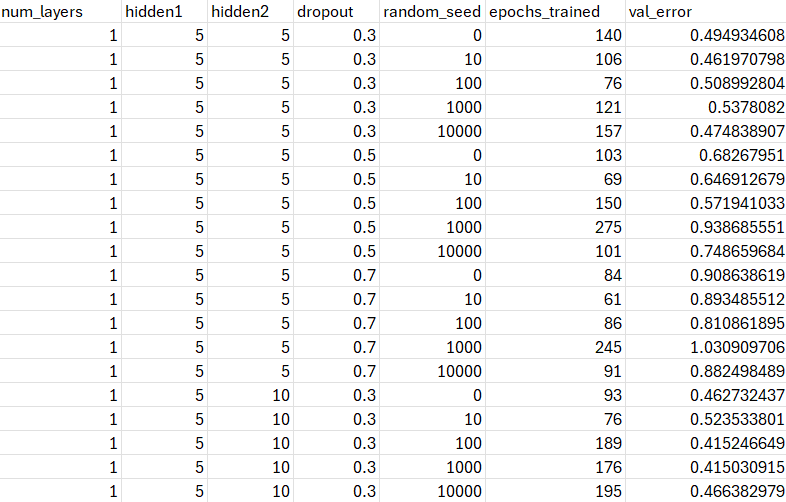 num_layers hidden1 hidden2 dropout random_seed epochs_trained val_error
1 5 5 0.3 0 140 0.494934608
1 5 5 0.3 10 106 0.461970798
1 5 5 0.3 100 76 0.508992804
1 5 5 0.3 1000 121 0.5378082
1 5 5 0.3 10000 157 0.474838907
1 5 5 0.5 0 103 0.68267951
1 5 5 0.5 10 69 0.646912679
1 5 5 0.5 100 150 0.571941033
1 5 5 0.5 1000 275 0.938685551
1 5 5 0.5 10000 101 0.748659684
1 5 5 0.7 0 84 0.908638619
1 5 5 0.7 10 61 0.893485512
1 5 5 0.7 100 86 0.810861895
1 5 5 0.7 1000 245 1.030909706
1 5 5 0.7 10000 91 0.882498489
1 5 10 0.3 0 93 0.462732437
1 5 10 0.3 10 76 0.523533801
1 5 10 0.3 100 189 0.415246649
1 5 10 0.3 1000 176 0.415030915
1 5 10 0.3 10000 195 0.466382979